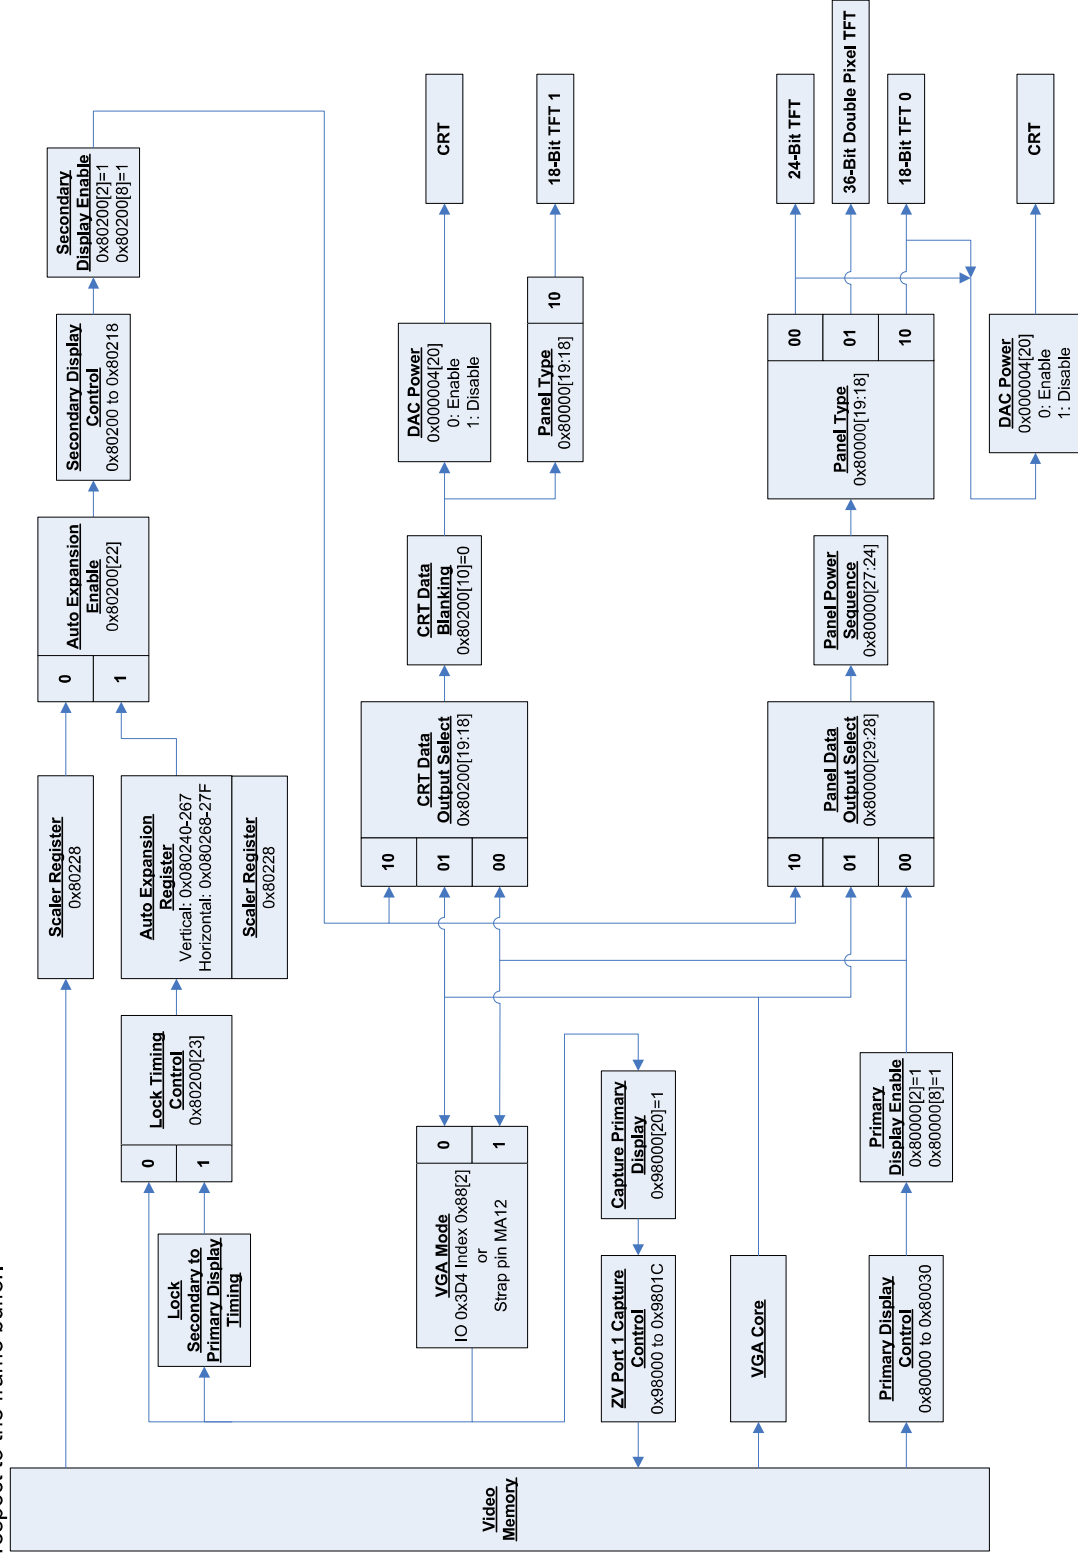 respect to the frame buffer.
Video
Memory
Scaler Register
0x80228
Lock
Secondary to
Primary Display
Timing
0
1
Lock Timing
Control
0x80200[23]
Auto Expansion
Register
Vertical: 0x080240-267
Horizontal: 0x080268-27F
Scaler Register
0x80228
0
1
Auto Expansion
Enable
0x80200[22]
Secondary Display
Control
0x80200 to 0x80218
Secondary
Display Enable
0x80200[2]=1
0x80200[8]=1
VGA Mode
IO 0x3D4 Index 0x88[2]
or
Strap pin MA12
0
1
10
01
00
CRT Data
Output Select
0x80200[19:18]
CRT Data
Blanking
0x80200[10]=0
DAC Power
0x000004[20]
0: Enable
1: Disable
CRT
Panel Type
0x80000[19:18]
10
18-Bit TFT 1
ZV Port 1 Capture
Control
0x98000 to 0x9801C
Capture Primary
Display
0x98000[20]=1
VGA Core
Primary Display
Control
0x80000 to 0x80030
Primary
Display Enable
0x80000[2]=1
0x80000[8]=1
10
01
00
Panel Data
Output Select
0x80000[29:28]
Panel Power
Sequence
0x80000[27:24]
Panel Type
0x80000[19:18]
00
01
10
24-Bit TFT
36-Bit Double Pixel TFT
18-Bit TFT 0
DAC Power
0x000004[20]
0: Enable
1: Disable
CRT